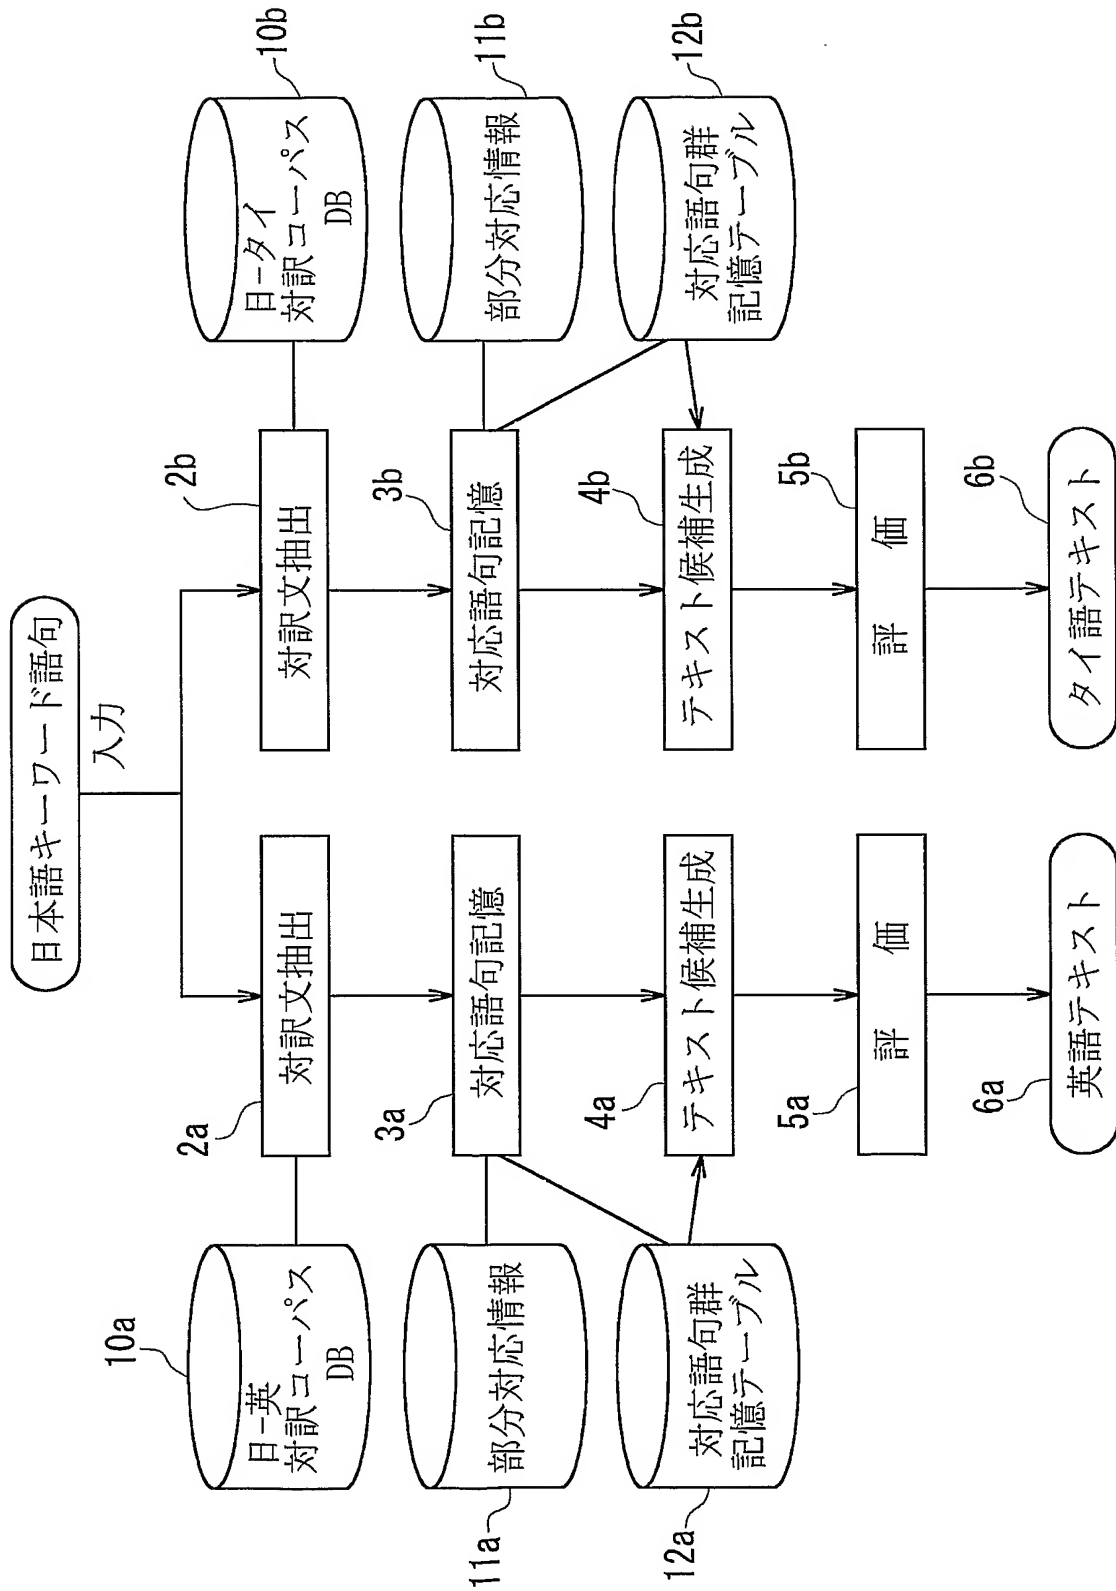 日本語キーワード語句
入力
10a
日-英
対訳コーパス
DB
2a
対訳文抽出
2b
対訳文抽出
10b
日-タイ
対訳コーパス
DB
11a
部分対応情報
3a
対応語句記憶
3b
対応語句記憶
11b
部分対応情報
12a
対応語句群
記憶テーブル
4a
テキスト候補生成
4b
テキスト候補生成
12b
対応語句群
記憶テーブル
5a
評 価
5b
評 価
6a
英語テキスト
6b
タイ語テキスト